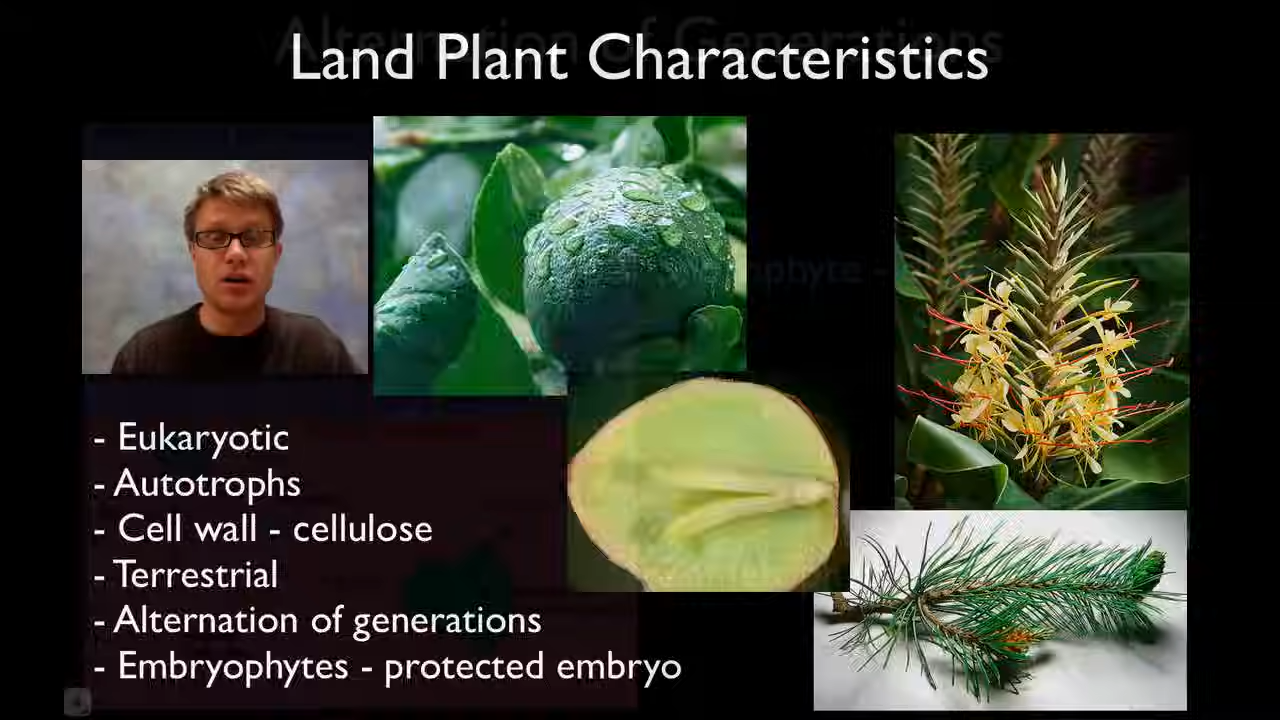 Land Plant Characteristics
- Eukaryotic
- Autotrophs
- Cell wall - cellulose
- Terrestrial
- Alternation of generations
- Embryophytes - protected embryo